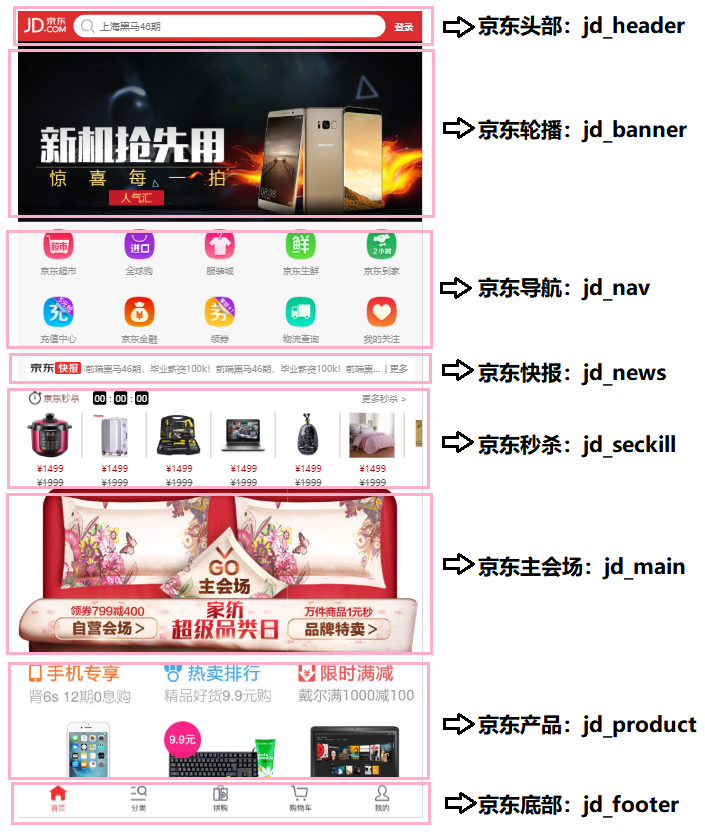 JD 京东 .COM 上海黑马46期 登录
京东头部：jd_header
新机抢先用
惊喜每一拍
人气汇
京东轮播：jd_banner
超市 进口 鲜 2小时
京东超市 全球购 服装城 京东生鲜 京东到家
充 券
充值中心 京东金融 领券 物流查询 我的关注
京东导航：jd_nav
京东 快报 前端黑马46期，毕业薪资100k！前端黑马46期，毕业薪资100k！前端黑... | 更多
京东快报：jd_news
京东秒杀 00:00:00 更多秒杀 >
¥1499 ¥1499 ¥1499 ¥1499 ¥1499 ¥1499
¥1999 ¥1999 ¥1999 ¥1999 ¥1999 ¥1999
京东秒杀：jd_seckill
GO
主会场
领券799减400 家纺 万件商品1元秒
自营会场> 超级品类日 品牌特卖>
京东主会场：jd_main
手机专享 热卖排行 限时满减
肾6s 12期0息购 精品好货9.9元购 戴尔满1000减100
9.9元
京东产品：jd_product
首页 分类 拼购 购物车 我的
京东底部：jd_footer